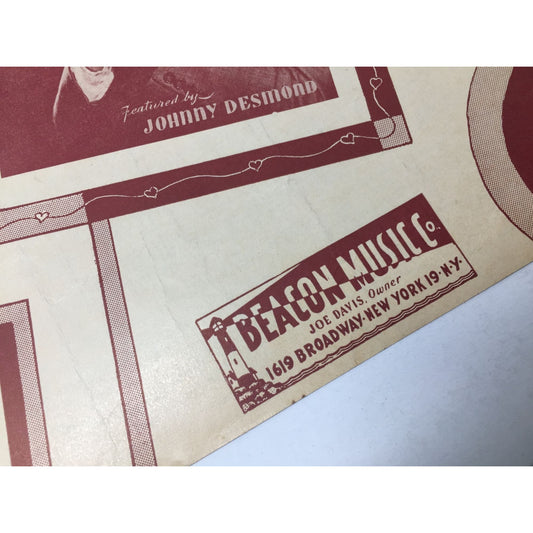 Featured by
JOHNNY DESMOND
BEACON MUSIC Co.
JOE DAVIS, Owner
1619 BROADWAY-NEW YORK 19-N-Y-